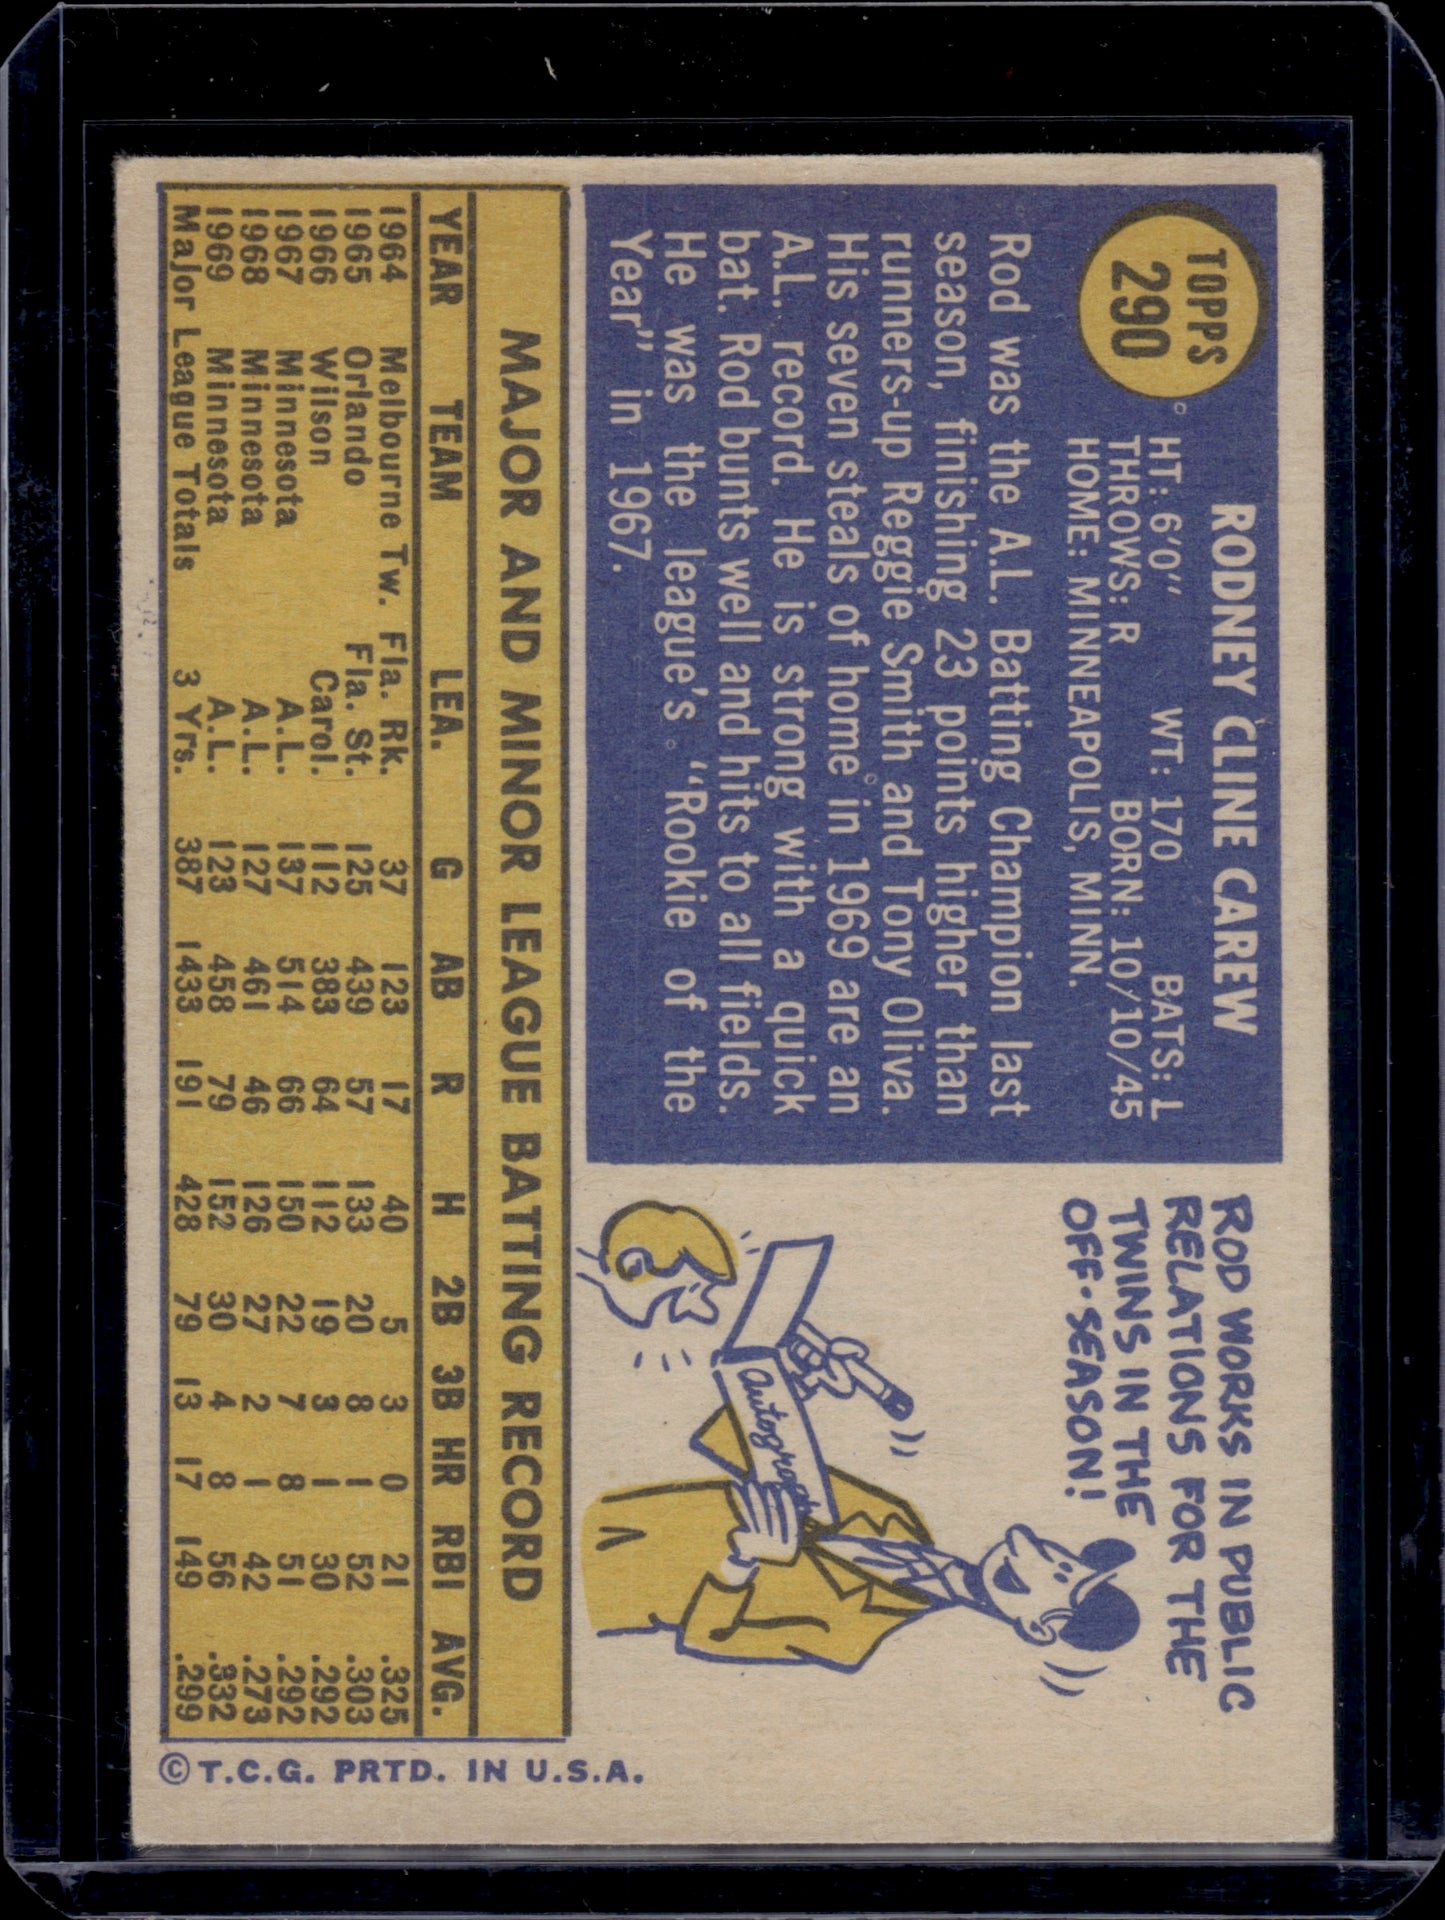 TOPPS
290
RODNEY CLINE CAREW
HT: 6'0" WT: 170 BATS: L
THROWS: R BORN: 10/10/45
HOME: MINNEAPOLIS, MINN.
Rod was the A.L. Batting Champion last
season, finishing 23 points higher than
runners-up Reggie Smith and Tony Oliva.
His seven steals of home in 1969 are an
A.L. record. He is strong with a quick
bat. Rod bunts well and hits to all fields.
He was the league's "Rookie of the
Year" in 1967.
ROD WORKS IN PUBLIC
RELATIONS FOR THE
TWINS IN THE
OFF-SEASON!
autograph
MAJOR AND MINOR LEAGUE BATTING RECORD
YEAR TEAM LEA. G AB R H 2B 3B HR RBI AVG.
1964 Melbourne Tw. Fla. Rk. 37 123 17 40 5 3 0 21 .325
1965 Orlando Fla. St. 125 439 57 133 20 8 1 52 .303
1966 Wilson Carol. 112 383 64 112 19 3 1 30 .292
1967 Minnesota A.L. 137 514 66 150 22 7 8 51 .292
1968 Minnesota A.L. 127 461 46 126 27 2 1 42 .273
1969 Minnesota A.L. 123 458 79 152 30 4 8 56 .332
Major League Totals 3 Yrs. 387 1433 191 428 79 13 17 149 .299
© T.C.G. PRTD. IN U.S.A.